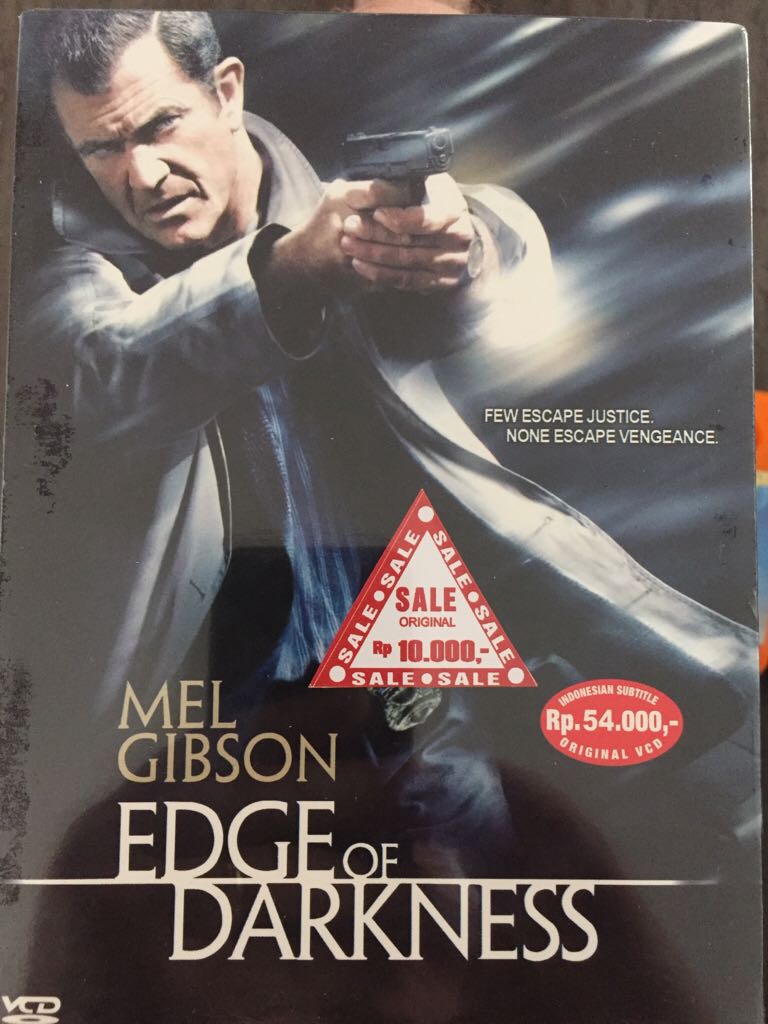 FEW ESCAPE JUSTICE.
NONE ESCAPE VENGEANCE.
SALE • SALE
SALE • SALE
SALE • SALE
SALE
ORIGINAL
Rp 10.000,-
INDONESIAN SUBTITLE
Rp.54.000,-
ORIGINAL VCD
MEL
GIBSON
EDGE OF
DARKNESS
VCD